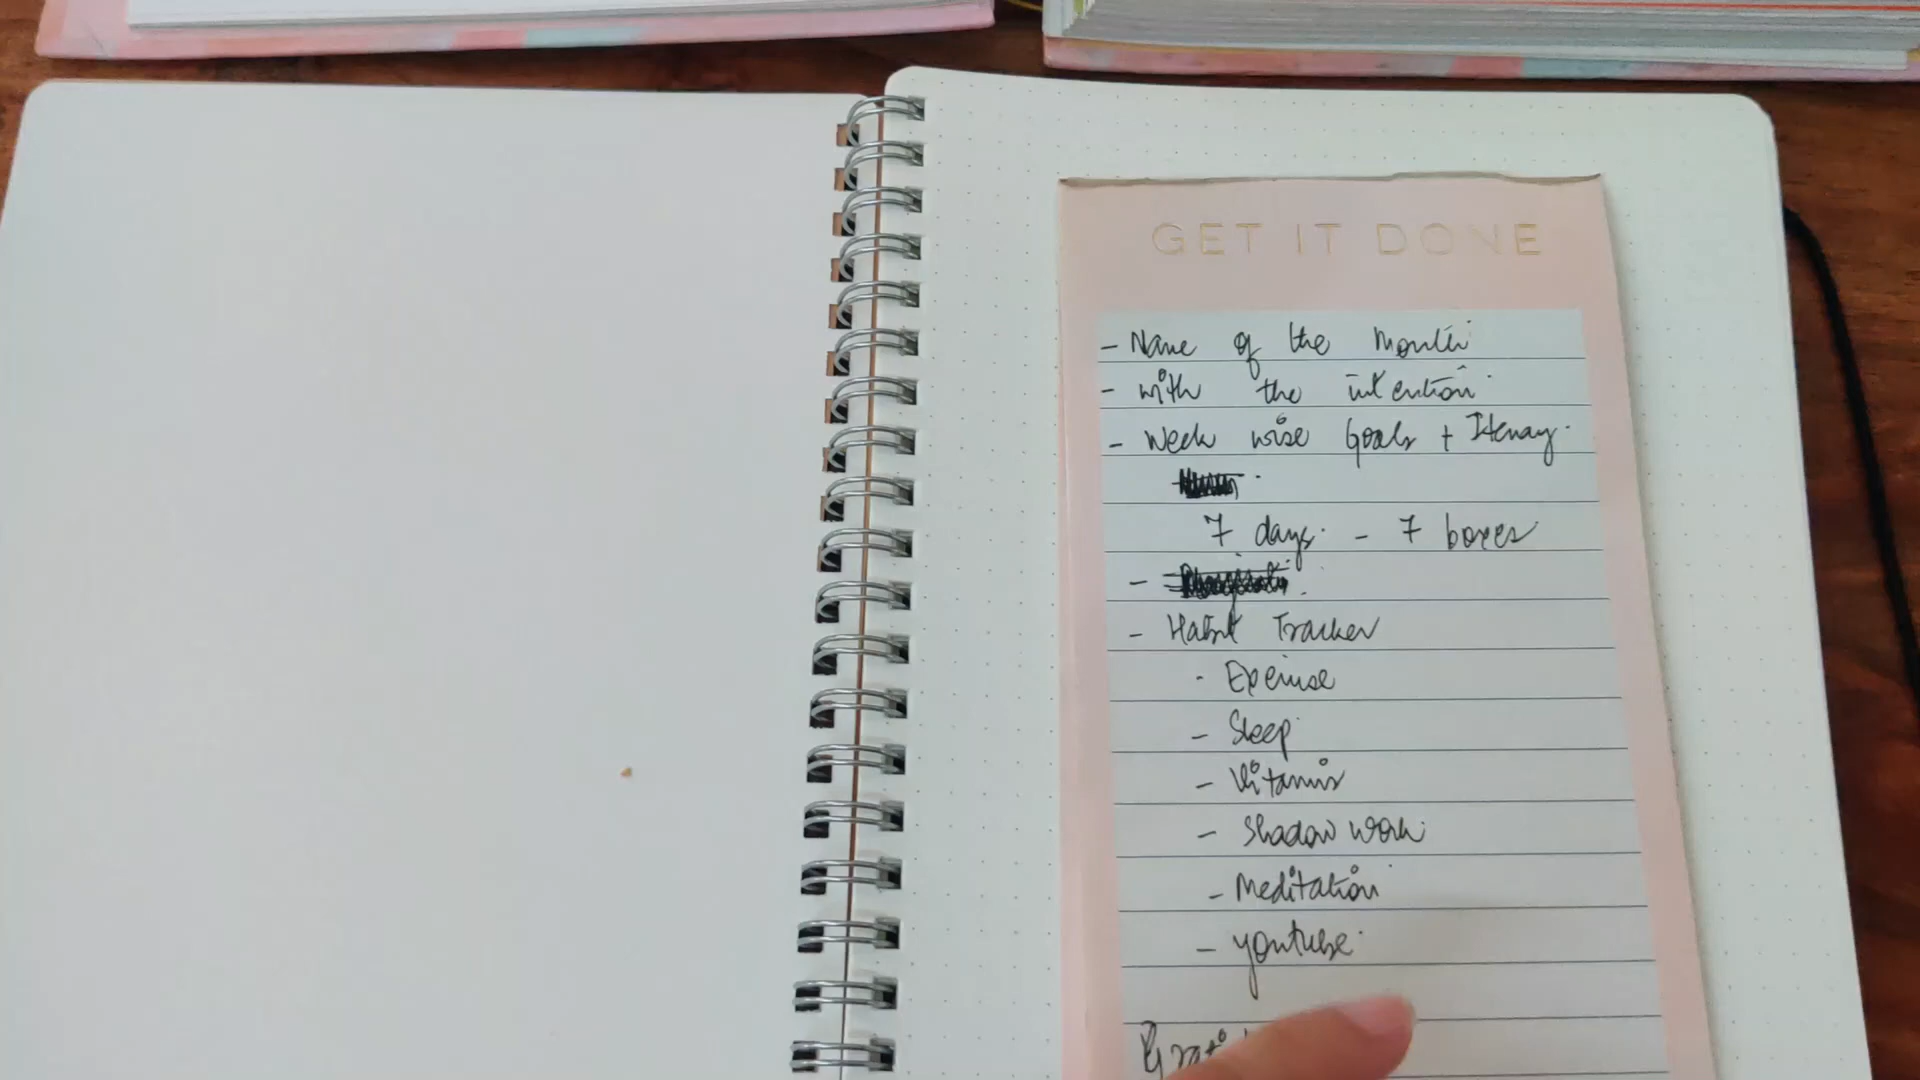 GET IT DONE
- Name of the Month
- with the intention
- Week wise Goals + Itenary.
7 days - 7 boxes
-
- Habit Tracker
- Exercise
- Sleep
- Vitamins
- Shadow work
- Meditation
- youtube